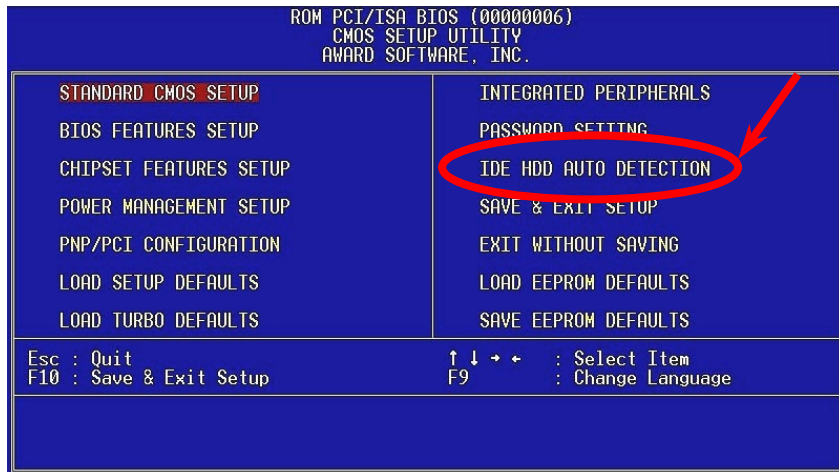 ROM PCI/ISA BIOS (00000006)
CMOS SETUP UTILITY
AWARD SOFTWARE, INC.
STANDARD CMOS SETUP
BIOS FEATURES SETUP
CHIPSET FEATURES SETUP
POWER MANAGEMENT SETUP
PNP/PCI CONFIGURATION
LOAD SETUP DEFAULTS
LOAD TURBO DEFAULTS
INTEGRATED PERIPHERALS
PASSWORD SETTING
IDE HDD AUTO DETECTION
SAVE & EXIT SETUP
EXIT WITHOUT SAVING
LOAD EEPROM DEFAULTS
SAVE EEPROM DEFAULTS
Esc : Quit
F10 : Save & Exit Setup
↑ ↓ → ← : Select Item
F9 : Change Language